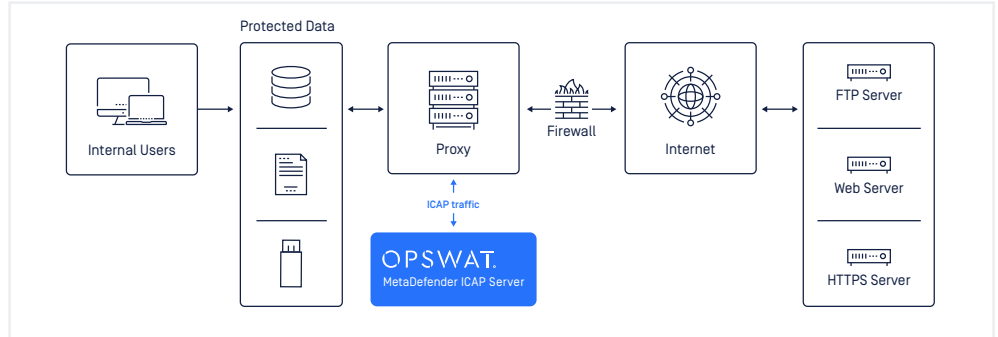 Protected Data
Internal Users
Proxy
Firewall
Internet
FTP Server
Web Server
HTTPS Server
ICAP traffic
OPSWAT.
MetaDefender ICAP Server